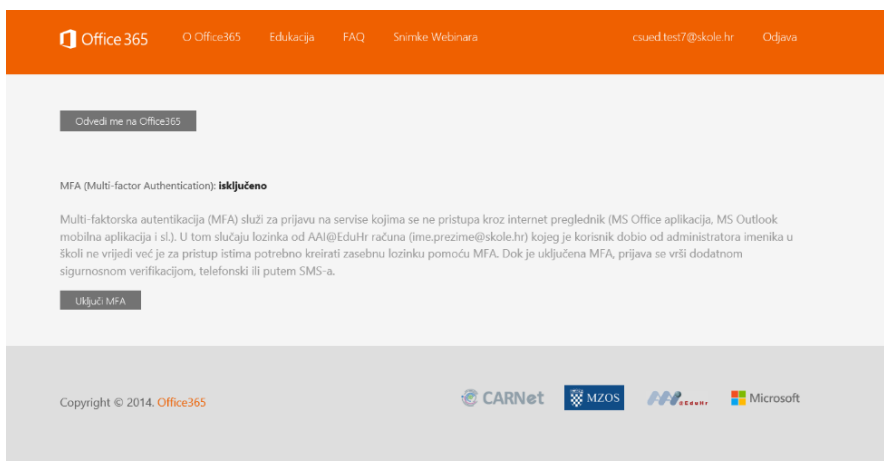 Office 365 O Office365 Edukacija FAQ Snimke Webinara csued.test7@skole.hr Odjava
Odvedi me na Office365
MFA (Multi-factor Authentication): isključeno
Multi-faktorska autentikacija (MFA) služi za prijavu na servise kojima se ne pristupa kroz internet preglednik (MS Office aplikacija, MS Outlook
mobilna aplikacija i sl.). U tom slučaju lozinka od AAI@EduHr računa (ime.prezime@skole.hr) kojeg je korisnik dobio od administratora imenika u
školi ne vrijedi već je za pristup istima potrebno kreirati zasebnu lozinku pomoću MFA. Dok je uključena MFA, prijava se vrši dodatnom
sigurnosnom verifikacijom, telefonski ili putem SMS-a.
Uključi MFA
Copyright © 2014. Office365 CARNet MZOS AAI@EduHr Microsoft